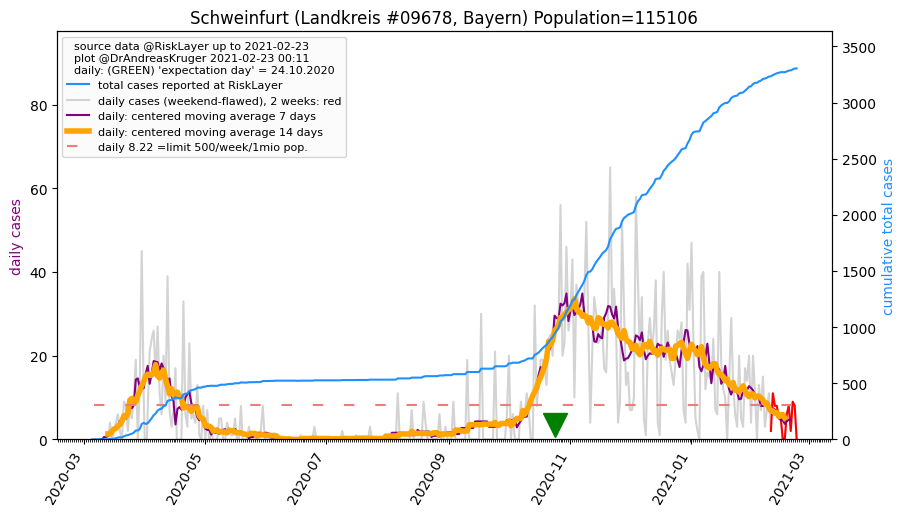 Schweinfurt (Landkreis #09678, Bayern) Population=115106
source data @RiskLayer up to 2021-02-23
plot @DrAndreasKruger 2021-02-23 00:11
daily: (GREEN) 'expectation day' = 24.10.2020
total cases reported at RiskLayer
daily cases (weekend-flawed), 2 weeks: red
daily: centered moving average 7 days
daily: centered moving average 14 days
daily 8.22 =limit 500/week/1mio pop.
daily cases
80
60
40
20
0
3500
3000
2500
2000
1500
1000
500
0
cumulative total cases
2020-03
2020-05
2020-07
2020-09
2020-11
2021-01
2021-03